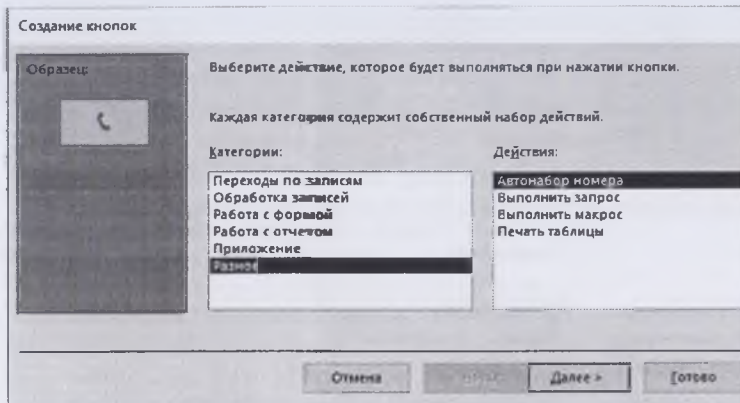 Создание кнопок
Образец:
Выберите действие, которое будет выполняться при нажатии кнопки.
Каждая категория содержит собственный набор действий.
Категории:
Действия:
Переходы по записям
Обработка записей
Работа с формой
Работа с отчетом
Приложение
Разное
Автонабор номера
Выполнить запрос
Выполнить макрос
Печать таблицы
Отмена
Далее >
Готово